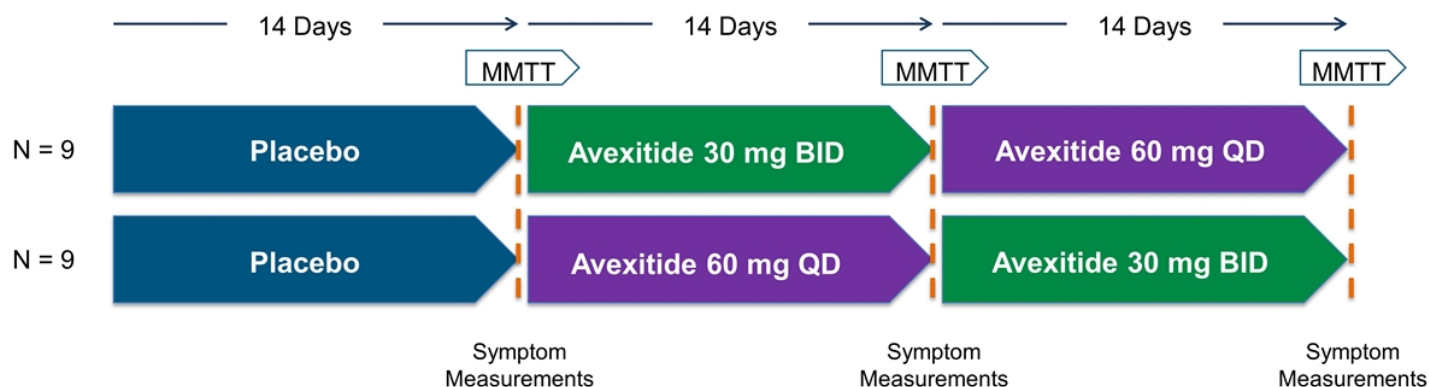 14 Days 14 Days 14 Days
MMTT MMTT MMTT
N = 9 Placebo Avexitide 30 mg BID Avexitide 60 mg QD
N = 9 Placebo Avexitide 60 mg QD Avexitide 30 mg BID
Symptom Symptom Symptom
Measurements Measurements Measurements